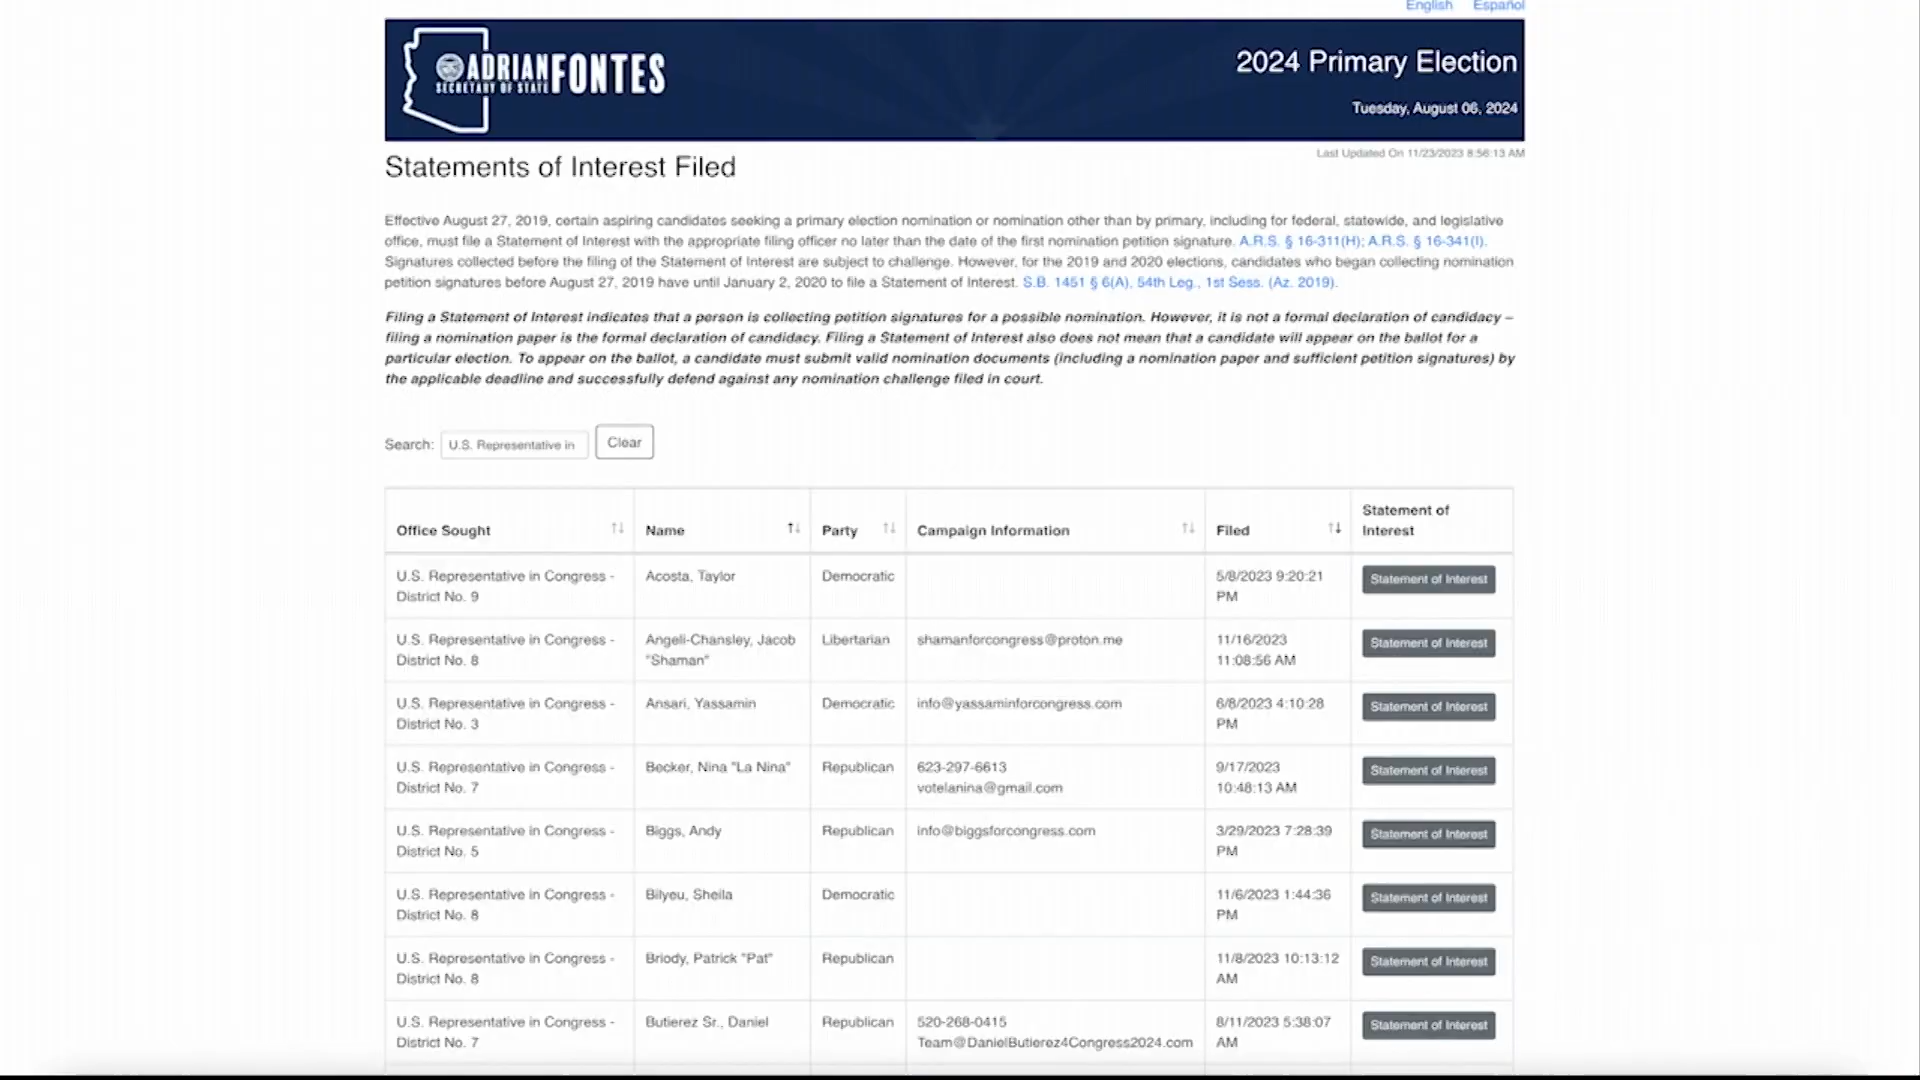 English Español
ADRIAN FONTES
SECRETARY OF STATE
2024 Primary Election
Tuesday, August 06, 2024
Last Updated On 11/23/2023 8:56:13 AM
Statements of Interest Filed
Effective August 27, 2019, certain aspiring candidates seeking a primary election nomination or nomination other than by primary, including for federal, statewide, and legislative
office, must file a Statement of Interest with the appropriate filing officer no later than the date of the first nomination petition signature. A.R.S. § 16-311(H); A.R.S. § 16-341(I).
Signatures collected before the filing of the Statement of Interest are subject to challenge. However, for the 2019 and 2020 elections, candidates who began collecting nomination
petition signatures before August 27, 2019 have until January 2, 2020 to file a Statement of Interest. S.B. 1451 § 6(A), 54th Leg., 1st Sess. (Az. 2019).
Filing a Statement of Interest indicates that a person is collecting petition signatures for a possible nomination. However, it is not a formal declaration of candidacy –
filing a nomination paper is the formal declaration of candidacy. Filing a Statement of Interest also does not mean that a candidate will appear on the ballot for a
particular election. To appear on the ballot, a candidate must submit valid nomination documents (including a nomination paper and sufficient petition signatures) by
the applicable deadline and successfully defend against any nomination challenge filed in court.
Search: U.S. Representative in Clear
Office Sought Name Party Campaign Information Filed Statement of
Interest
U.S. Representative in Congress - Acosta, Taylor Democratic 5/8/2023 9:20:21 Statement of Interest
District No. 9 PM
U.S. Representative in Congress - Angeli-Chansley, Jacob Libertarian shamanforcongress@proton.me 11/16/2023 Statement of Interest
District No. 8 "Shaman" 11:08:56 AM
U.S. Representative in Congress - Ansari, Yassamin Democratic info@yassaminforcongress.com 6/8/2023 4:10:28 Statement of Interest
District No. 3 PM
U.S. Representative in Congress - Becker, Nina "La Nina" Republican 623-297-6613 9/17/2023 Statement of Interest
District No. 7 votelanina@gmail.com 10:48:13 AM
U.S. Representative in Congress - Biggs, Andy Republican info@biggsforcongress.com 3/29/2023 7:28:39 Statement of Interest
District No. 5 PM
U.S. Representative in Congress - Bilyeu, Sheila Democratic 11/6/2023 1:44:36 Statement of Interest
District No. 8 PM
U.S. Representative in Congress - Briody, Patrick "Pat" Republican 11/8/2023 10:13:12 Statement of Interest
District No. 8 AM
U.S. Representative in Congress - Butierez Sr., Daniel Republican 520-268-0415 8/11/2023 5:38:07 Statement of Interest
District No. 7 Team@DanielButierez4Congress2024.com AM